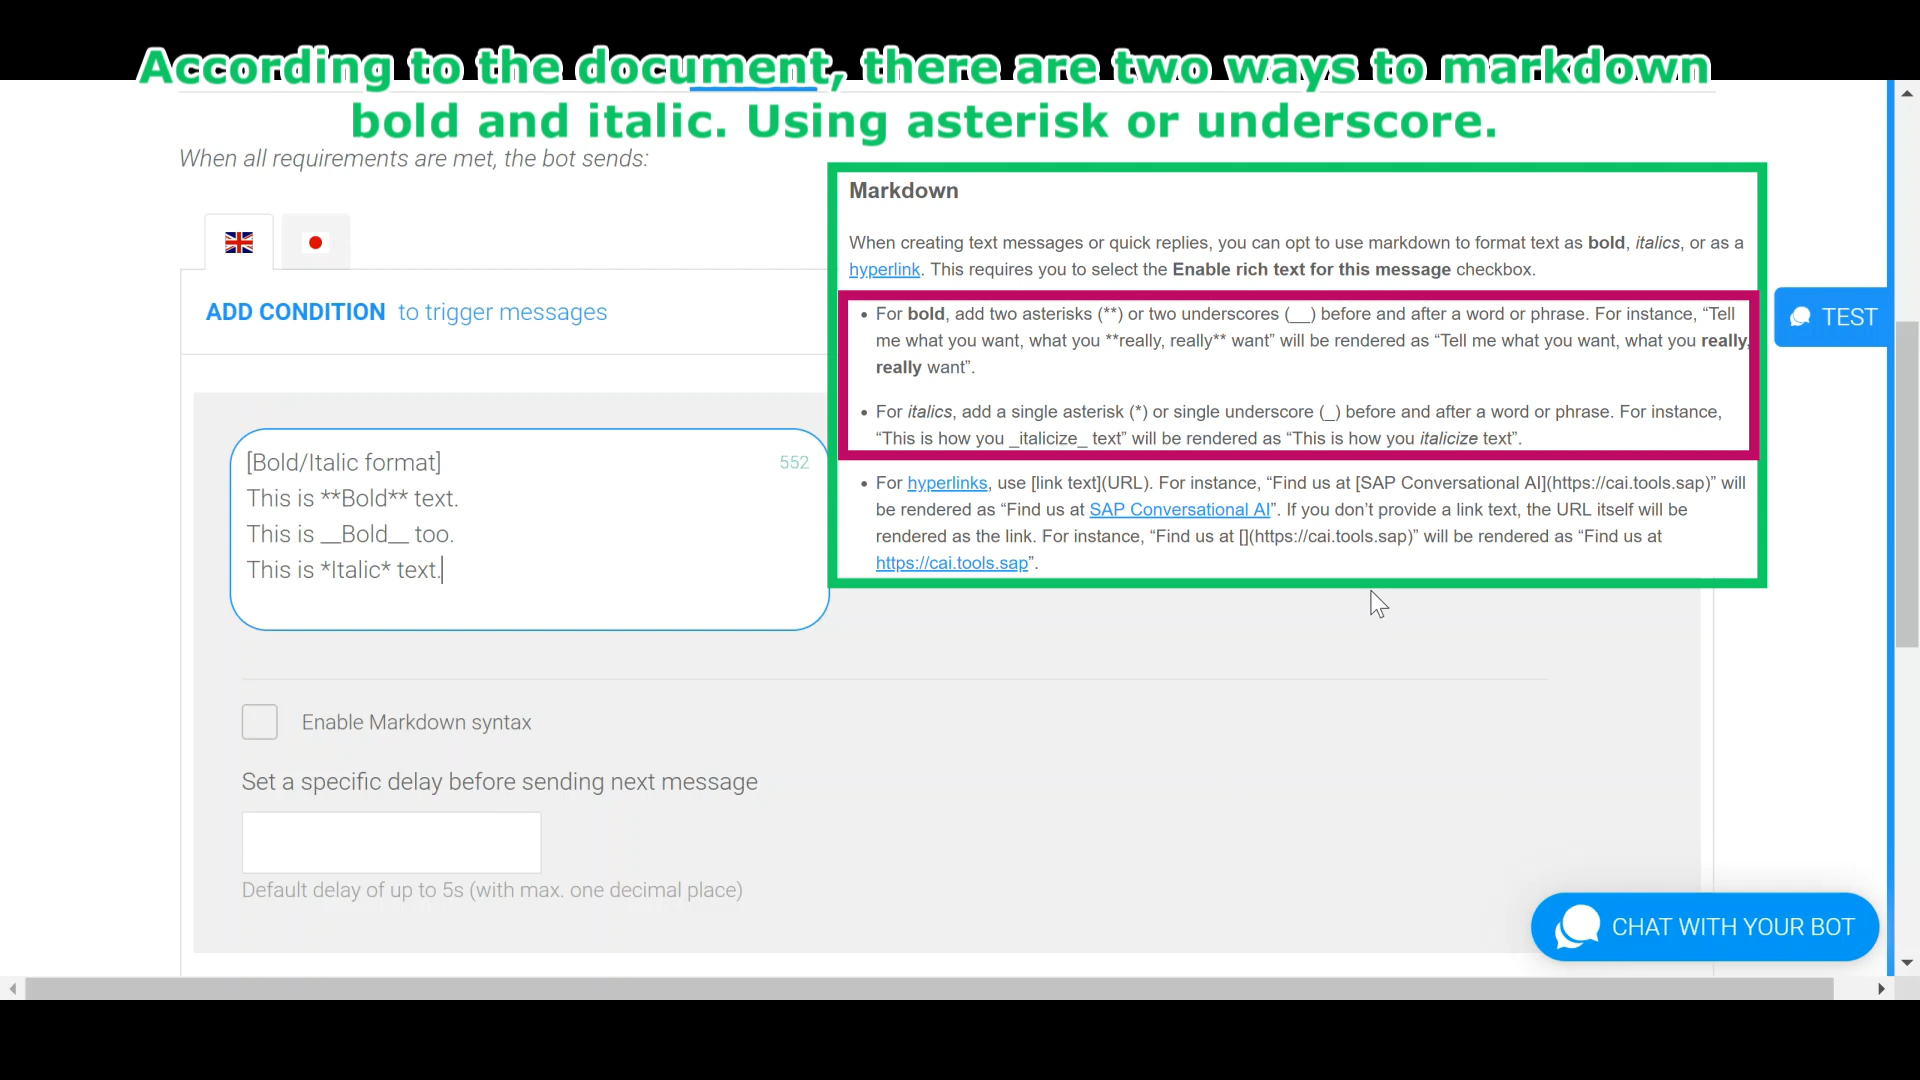 According to the document, there are two ways to markdown
bold and italic. Using asterisk or underscore.
When all requirements are met, the bot sends:
ADD CONDITION to trigger messages
[Bold/Italic format]
552
This is **Bold** text.
This is __Bold__ too.
This is *Italic* text.
Markdown
When creating text messages or quick replies, you can opt to use markdown to format text as bold, italics, or as a
hyperlink. This requires you to select the Enable rich text for this message checkbox.
• For bold, add two asterisks (**) or two underscores (__) before and after a word or phrase. For instance, “Tell
me what you want, what you **really, really** want” will be rendered as “Tell me what you want, what you really,
really want”.
• For italics, add a single asterisk (*) or single underscore (_) before and after a word or phrase. For instance,
“This is how you _italicize_ text” will be rendered as “This is how you italicize text”.
• For hyperlinks, use [link text](URL). For instance, “Find us at [SAP Conversational AI](https://cai.tools.sap)” will
be rendered as “Find us at SAP Conversational AI”. If you don’t provide a link text, the URL itself will be
rendered as the link. For instance, “Find us at [](https://cai.tools.sap)” will be rendered as “Find us at
https://cai.tools.sap”.
TEST
Enable Markdown syntax
Set a specific delay before sending next message
Default delay of up to 5s (with max. one decimal place)
CHAT WITH YOUR BOT